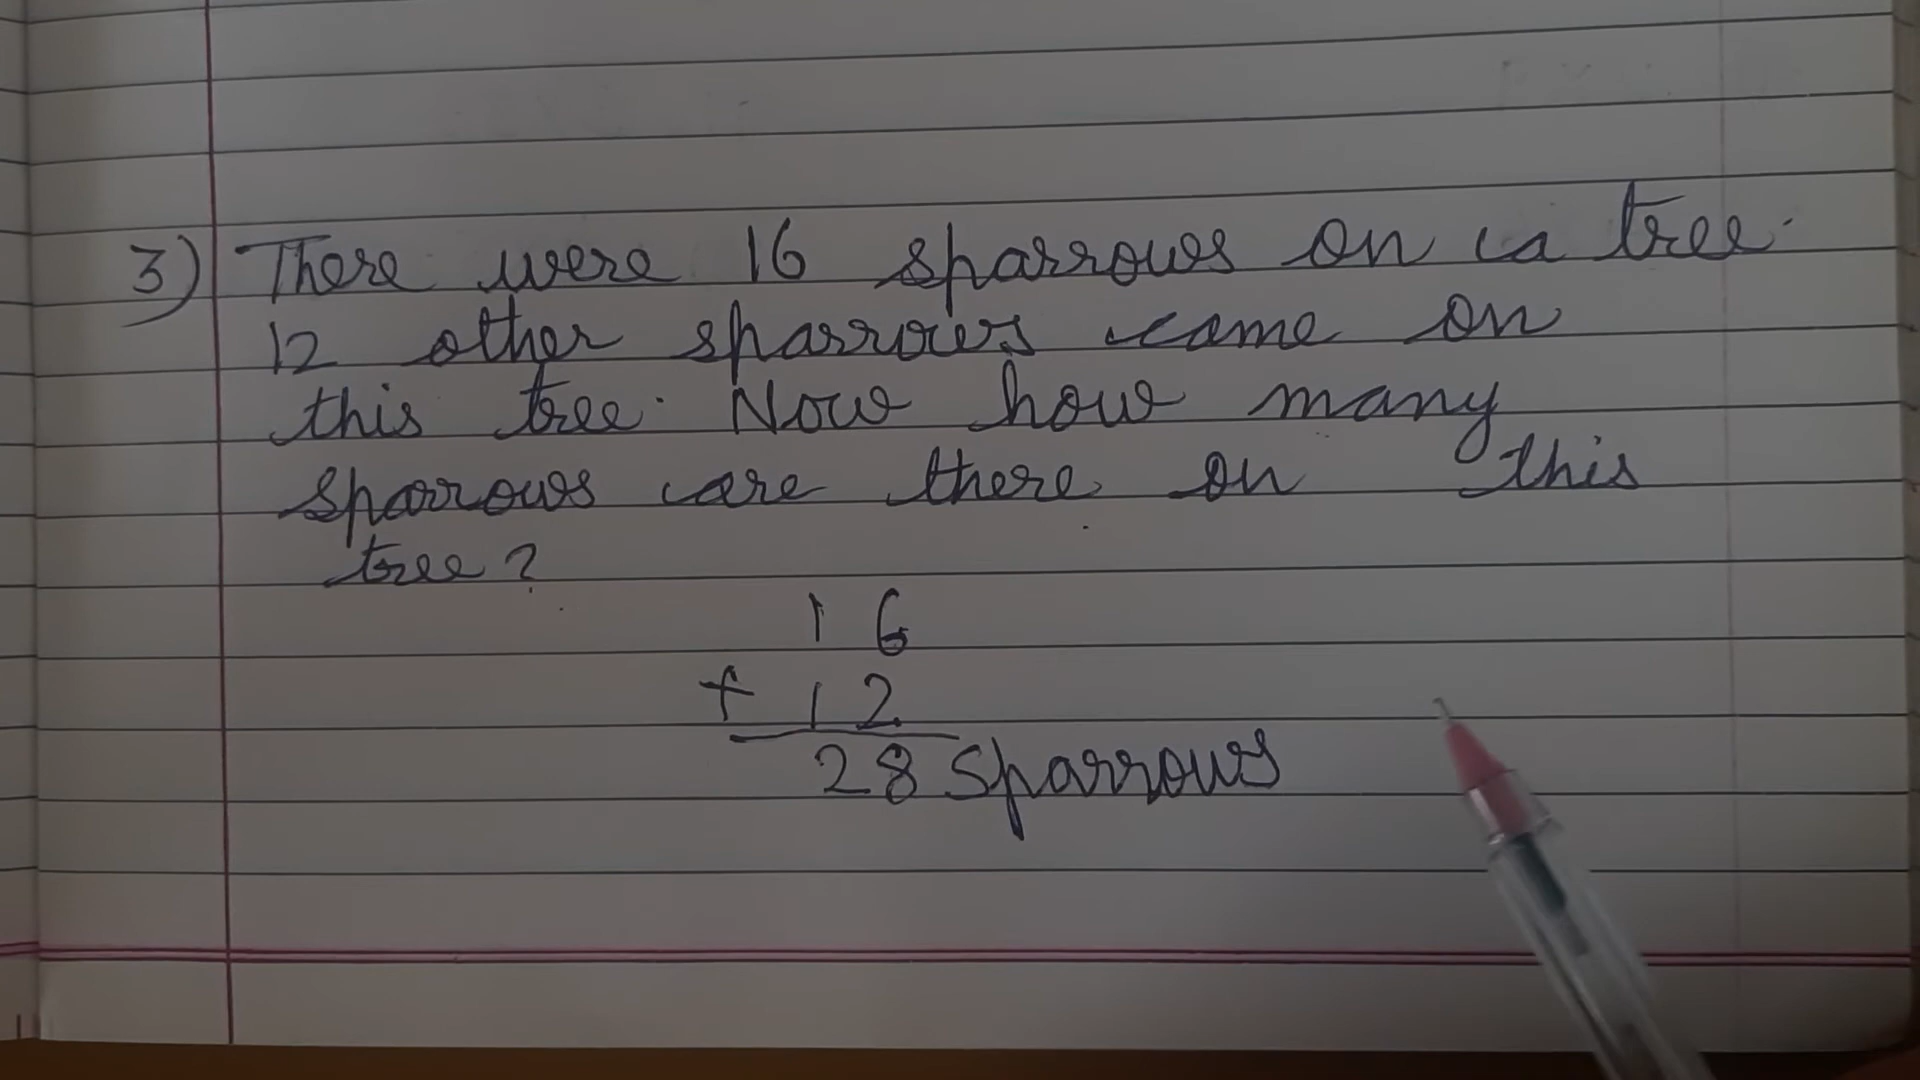 3) There were 16 sparrows on a tree.
12 other sparrows came on
this tree. Now how many
sparrows are there on this
tree?
16
+ 12
28 sparrows